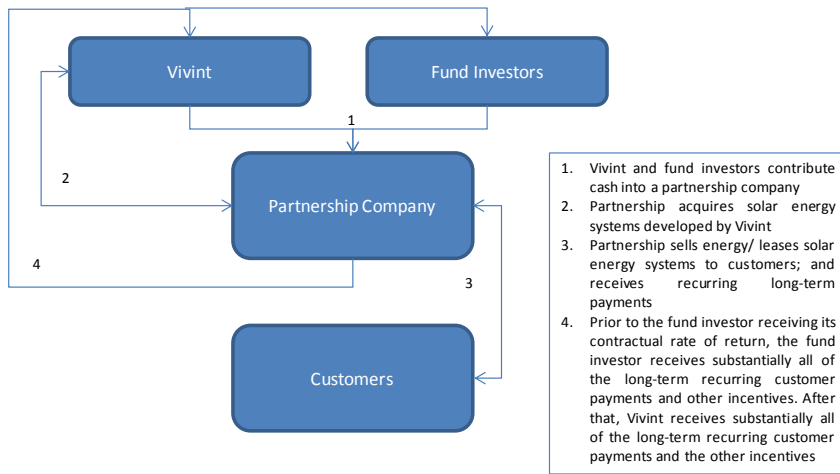 Vivint
Fund Investors
1
Partnership Company
2
4
3
Customers
1. Vivint and fund investors contribute
cash into a partnership company
2. Partnership acquires solar energy
systems developed by Vivint
3. Partnership sells energy/ leases solar
energy systems to customers; and
receives recurring long-term
payments
4. Prior to the fund investor receiving its
contractual rate of return, the fund
investor receives substantially all of
the long-term recurring customer
payments and other incentives. After
that, Vivint receives substantially all
of the long-term recurring customer
payments and the other incentives